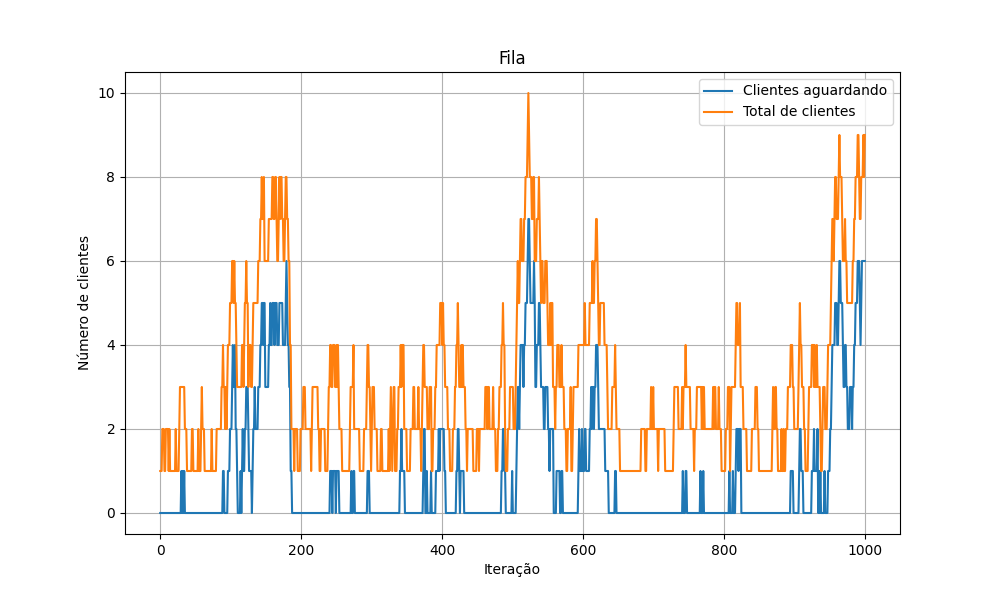 Fila
Clientes aguardando
Total de clientes
10
8
6
4
2
0
Número de clientes
0 200 400 600 800 1000
Iteração